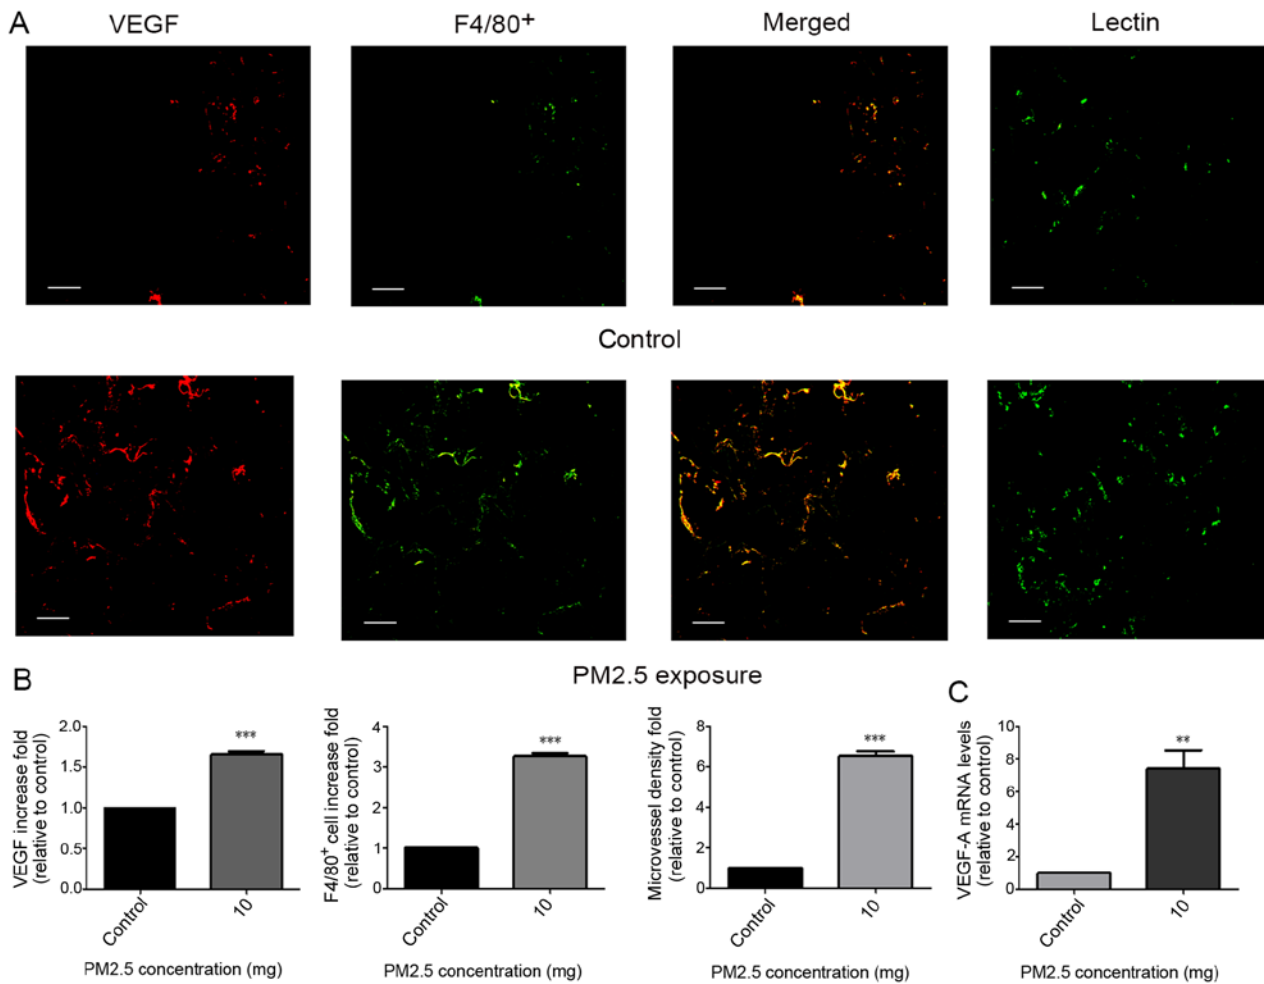 A
VEGF
F4/80+
Merged
Lectin
Control
PM2.5 exposure
B
VEGF increase fold
(relative to control)
2.0
1.5
1.0
0.5
0.0
***
Control
10
PM2.5 concentration (mg)
F4/80+ cell increase fold
(relative to control)
4
3
2
1
0
***
Control
10
PM2.5 concentration (mg)
Microvessel density fold
(relative to control)
8
6
4
2
0
***
Control
10
PM2.5 concentration (mg)
C
VEGF-A mRNA levels
(relative to control)
10
8
6
4
2
0
**
Control
10
PM2.5 concentration (mg)